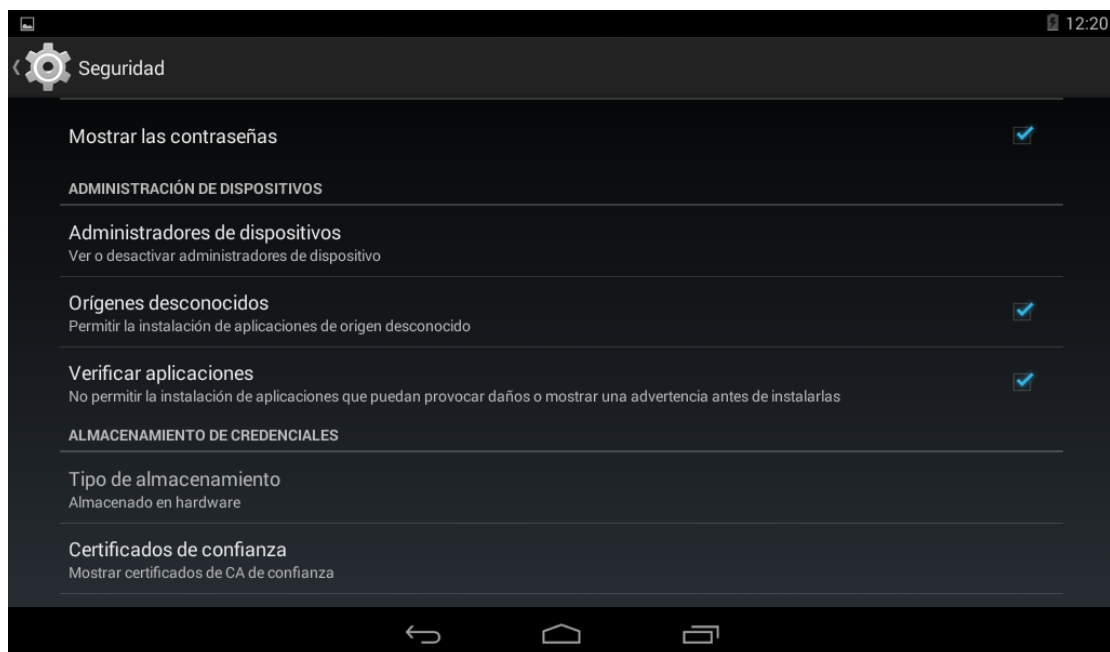 12:20
Seguridad
Mostrar las contraseñas
ADMINISTRACIÓN DE DISPOSITIVOS
Administradores de dispositivos
Ver o desactivar administradores de dispositivo
Orígenes desconocidos
Permitir la instalación de aplicaciones de origen desconocido
Verificar aplicaciones
No permitir la instalación de aplicaciones que puedan provocar daños o mostrar una advertencia antes de instalarlas
ALMACENAMIENTO DE CREDENCIALES
Tipo de almacenamiento
Almacenado en hardware
Certificados de confianza
Mostrar certificados de CA de confianza